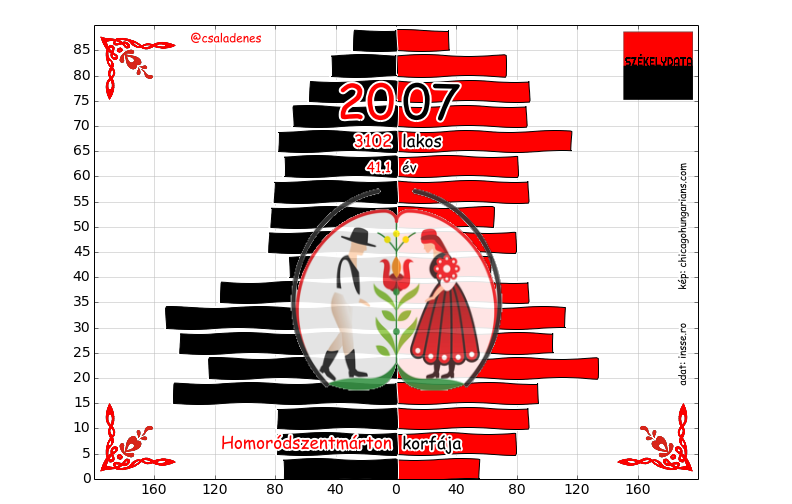 @csaladenes
SZÉKELYDATA
2007
3102 lakos
41.1 év
kép: chicagohungarians.com
adat: insse.ro
Homoródszentmárton korfája
85
80
75
70
65
60
55
50
45
40
35
30
25
20
15
10
5
0
160 120 80 40 0 40 80 120 160